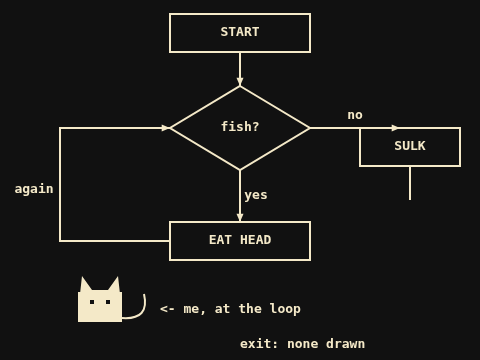 START
fish?
no
SULK
again
yes
EAT HEAD
<- me, at the loop
exit: none drawn